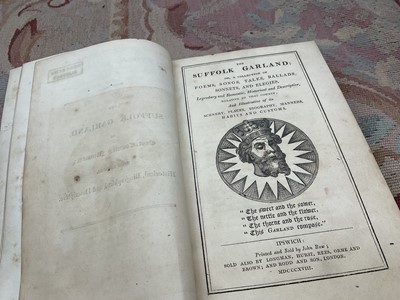 THE
SUFFOLK GARLAND:
OR, A COLLECTION OF
POEMS, SONGS, TALES, BALLADS,
SONNETS, AND ELEGIES,
Legendary and Romantic, Historical and Descriptive,
RELATIVE TO THAT COUNTY;
And Illustrative of its
SCENERY, PLACES, BIOGRAPHY, MANNERS,
HABITS AND CUSTOMS.
"The sweet and the sower,
"The nettle and the flower,
"The thorne and the rose,
"This GARLAND compose."
IPSWICH:
Printed and Sold by John Raw;
SOLD ALSO BY LONGMAN, HURST, REES, ORME AND
BROWN; AND RODD AND SON, LONDON.
MDCCCXVIII.